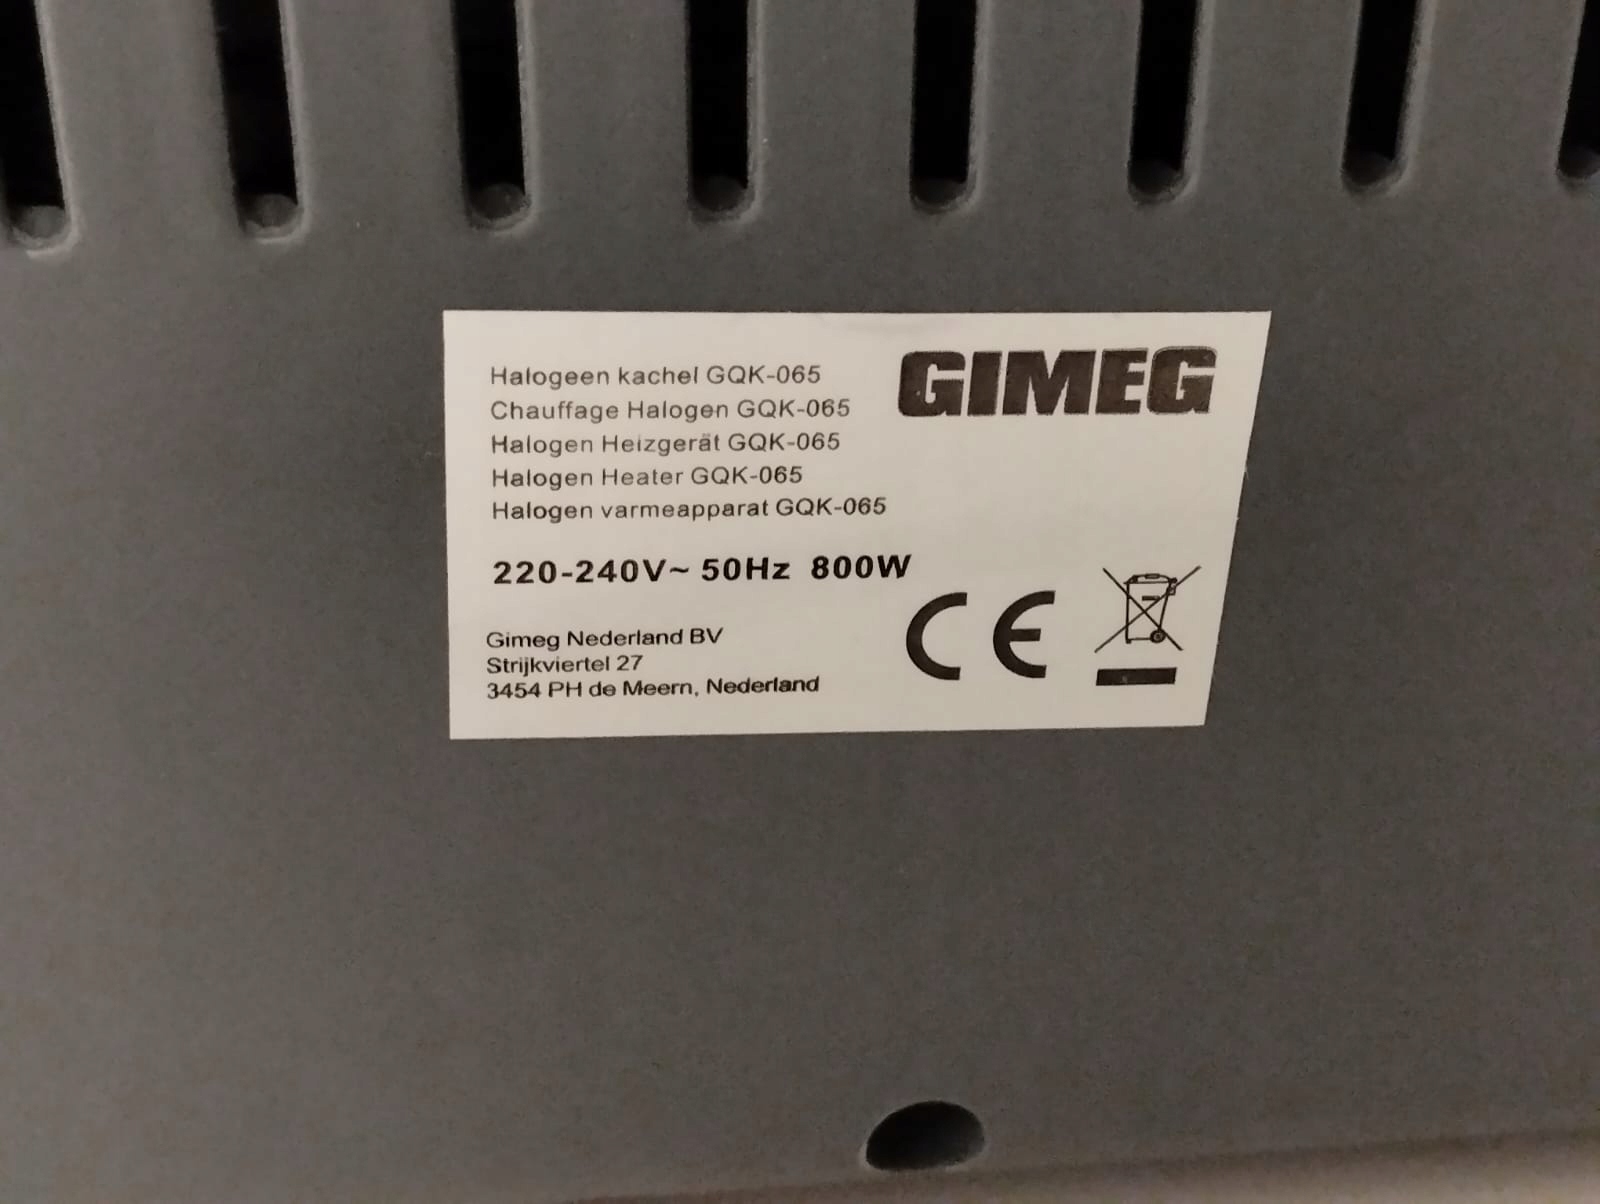 GIMEG
Halogeen kachel GQK-065
Chauffage Halogen GQK-065
Halogen Heizgerät GQK-065
Halogen Heater GQK-065
Halogen varmeapparat GQK-065
220-240V~ 50Hz 800W
Gimeg Nederland BV
Strijkviertel 27
3454 PH de Meern, Nederland
CE